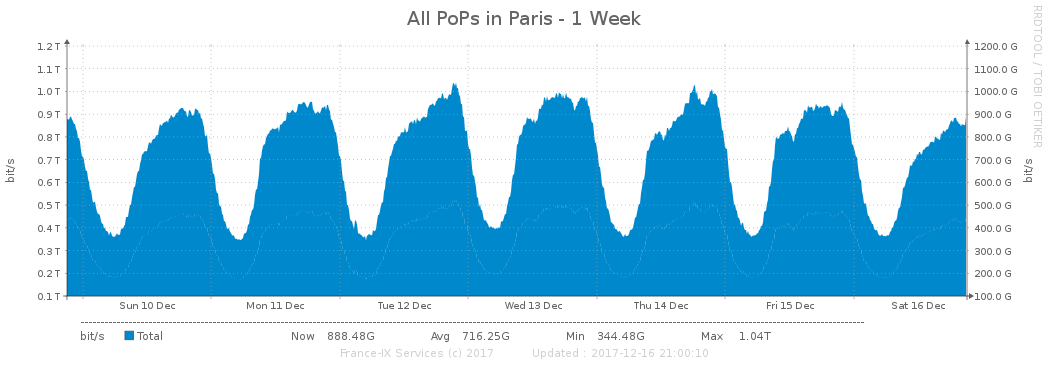 All PoPs in Paris - 1 Week
RRDTOOL / TOBI OETIKER
1.2 T 1200.0 G
1.1 T 1100.0 G
1.0 T 1000.0 G
0.9 T 900.0 G
0.8 T 800.0 G
0.7 T 700.0 G
0.6 T 600.0 G
0.5 T 500.0 G
0.4 T 400.0 G
0.3 T 300.0 G
0.2 T 200.0 G
0.1 T 100.0 G
bit/s
bit/s
Sun 10 Dec Mon 11 Dec Tue 12 Dec Wed 13 Dec Thu 14 Dec Fri 15 Dec Sat 16 Dec
bit/s Total Now 888.48G Avg 716.25G Min 344.48G Max 1.04T
France-IX Services (c) 2017 Updated : 2017-12-16 21:00:10